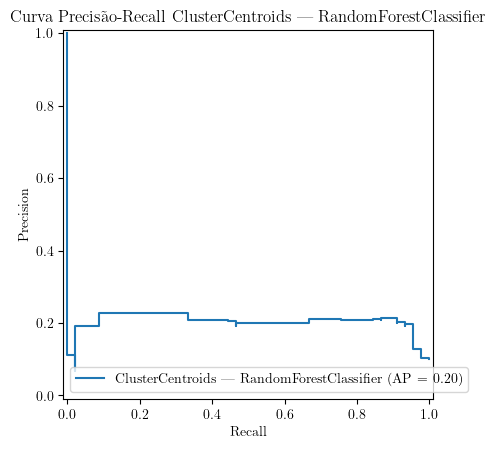 Curva Precisão-Recall ClusterCentroids — RandomForestClassifier
1.0
0.8
0.6
0.4
0.2
0.0
Precision
ClusterCentroids — RandomForestClassifier (AP = 0.20)
0.0 0.2 0.4 0.6 0.8 1.0
Recall